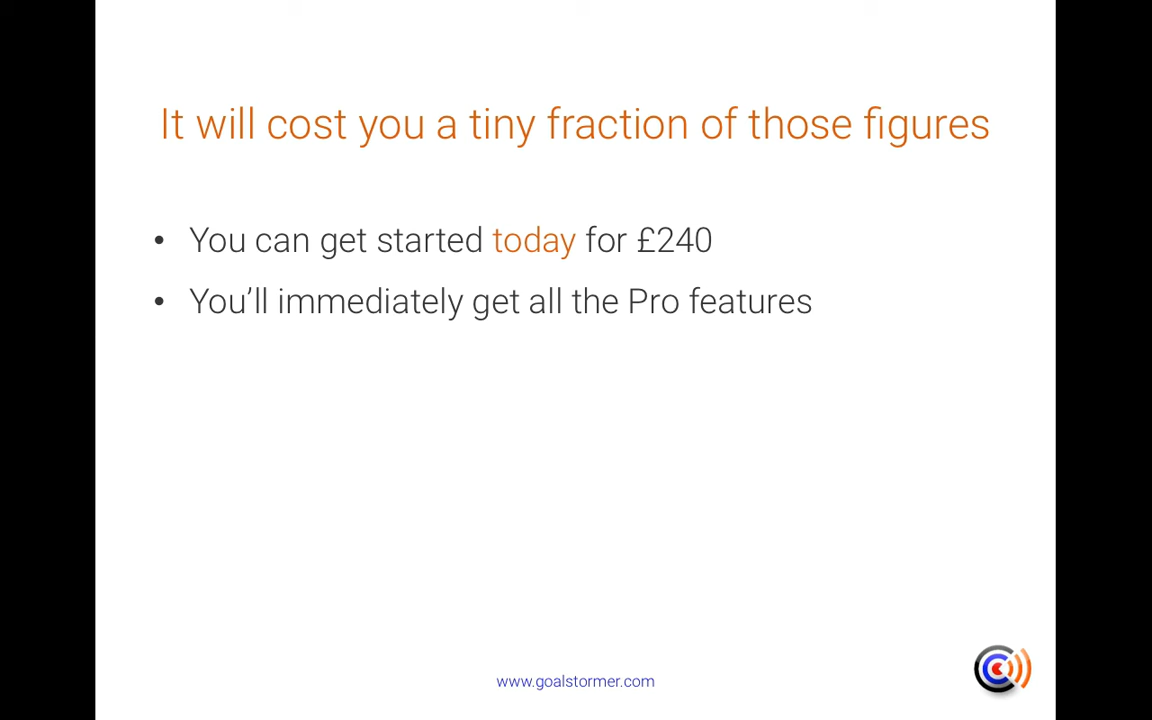 It will cost you a tiny fraction of those figures
• You can get started today for £240
• You’ll immediately get all the Pro features
www.goalstormer.com